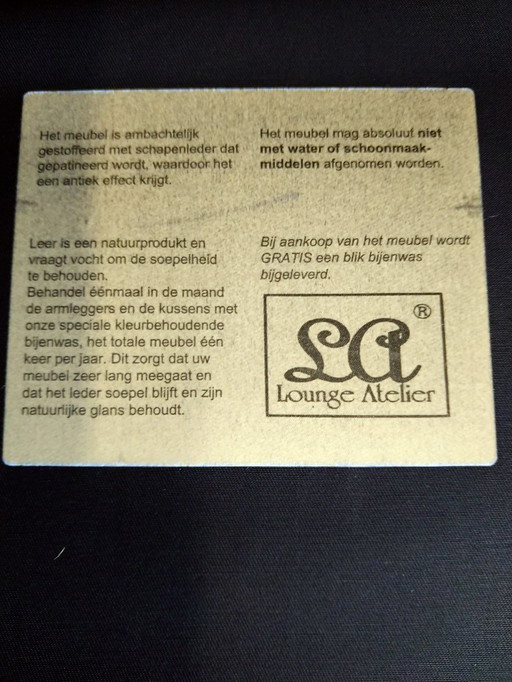 Het meubel is ambachtelijk
gestoffeerd met schapenleder dat
gepatineerd wordt, waardoor het
een antiek effect krijgt.
Leer is een natuurprodukt en
vraagt vocht om de soepelheid
te behouden.
Behandel éénmaal in de maand
de armleggers en de kussens met
onze speciale kleurbehoudende
bijenwas, het totale meubel één
keer per jaar. Dit zorgt dat uw
meubel zeer lang meegaat en
dat het leder soepel blijft en zijn
natuurlijke glans behoudt.
Het meubel mag absoluut niet
met water of schoonmaak-
middelen afgenomen worden.
Bij aankoop van het meubel wordt
GRATIS een blik bijenwas
bijgeleverd.
LA ®
Lounge Atelier